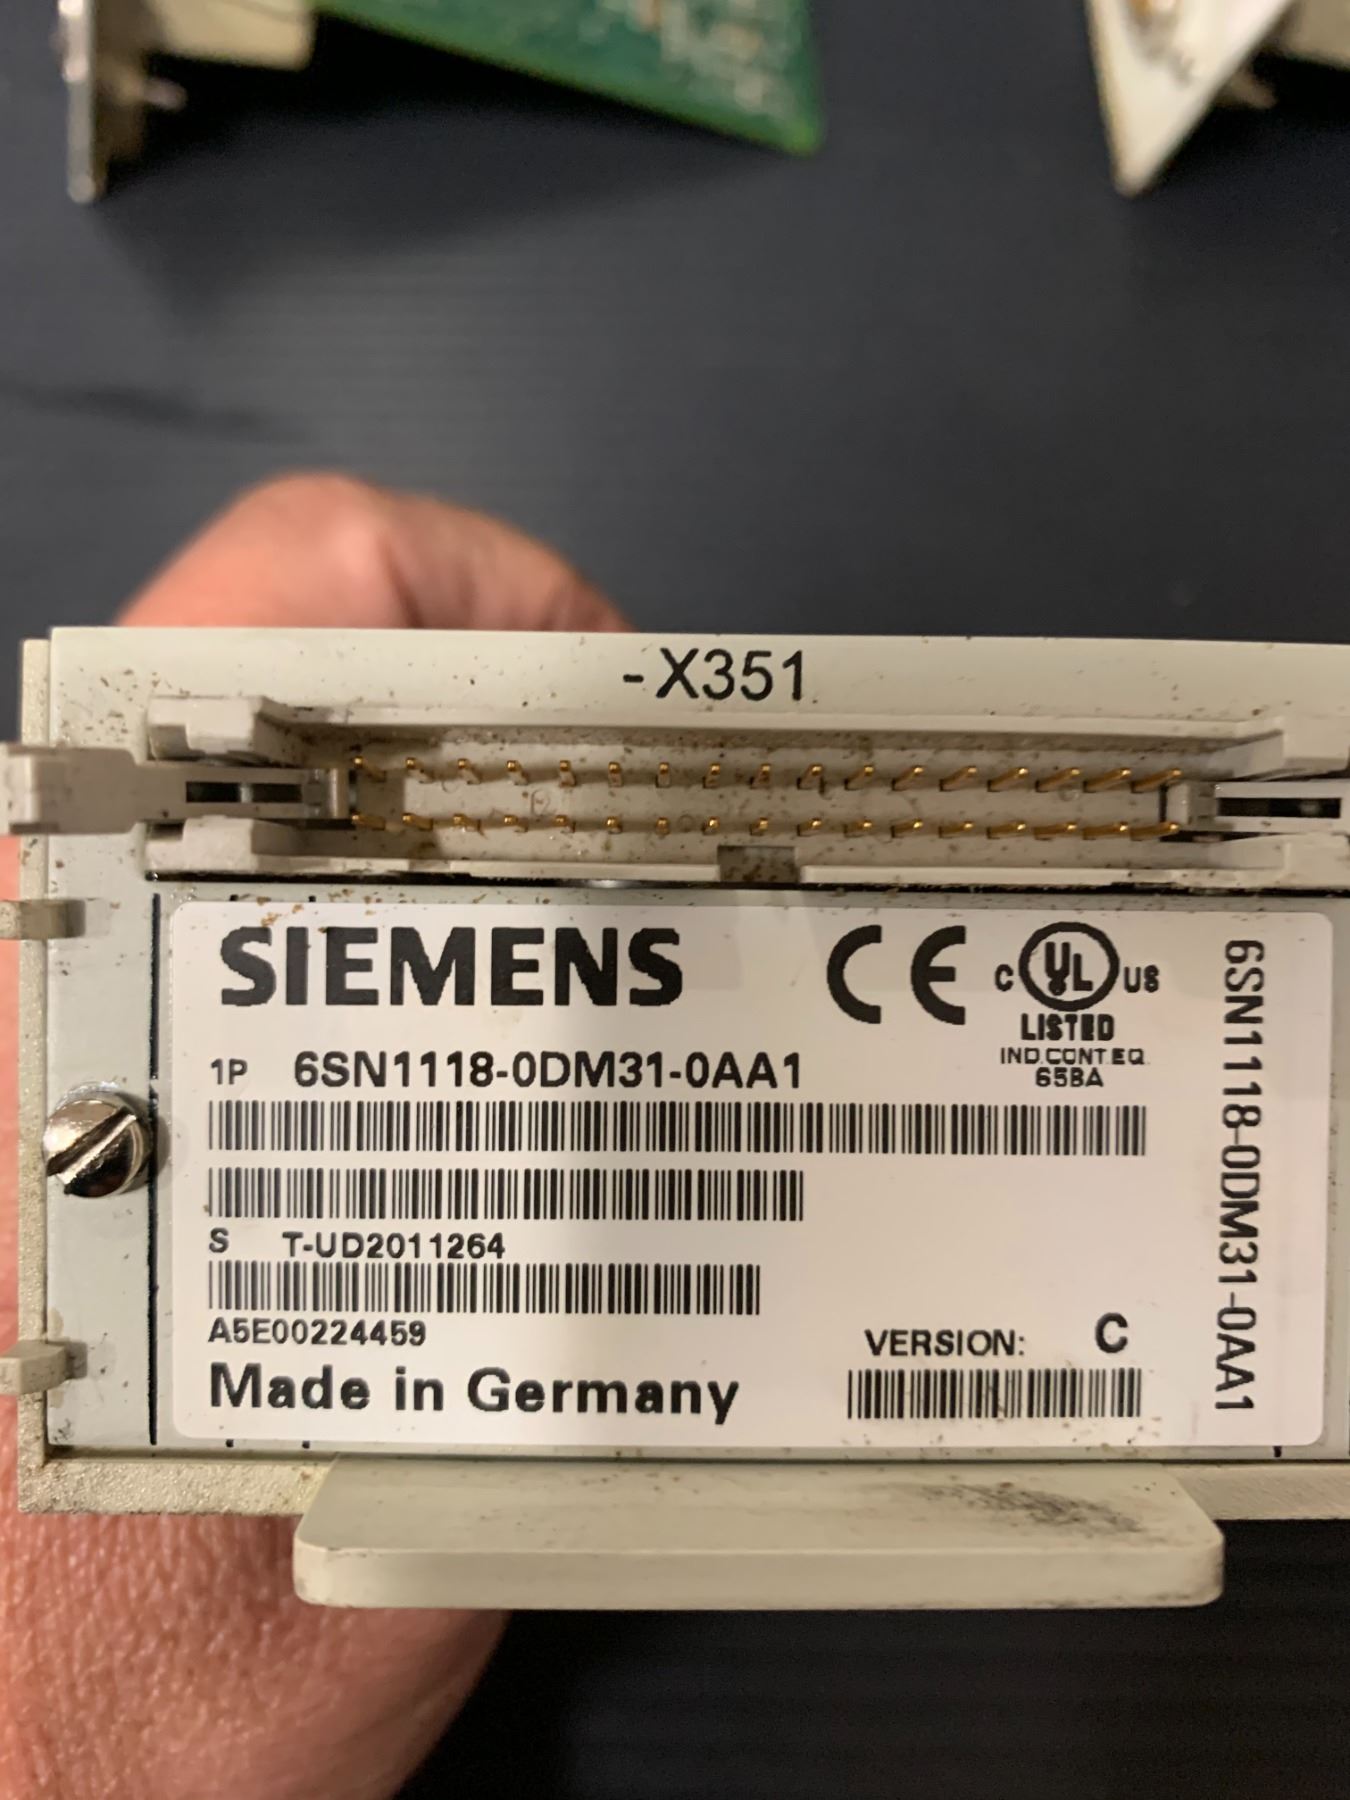 -X351
SIEMENS
CE
C UL US
LISTED
IND.CONT.EQ.
65BA
1P 6SN1118-0DM31-0AA1
S T-UD2011264
A5E00224459
VERSION: C
Made in Germany
6SN1118-0DM31-0AA1